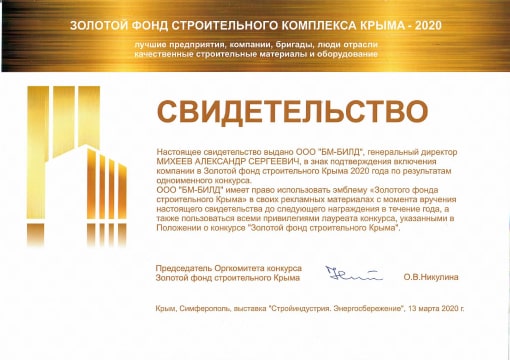 ЗОЛОТОЙ ФОНД СТРОИТЕЛЬНОГО КОМПЛЕКСА КРЫМА - 2020
лучшие предприятия, компании, бригады, люди отрасли
качественные строительные материалы и оборудование
СВИДЕТЕЛЬСТВО
Настоящее свидетельство выдано ООО "БМ-БИЛД", генеральный директор
МИХЕЕВ АЛЕКСАНДР СЕРГЕЕВИЧ, в знак подтверждения включения
компании в Золотой фонд строительного Крыма 2020 года по результатам
одноименного конкурса.
ООО "БМ-БИЛД" имеет право использовать эмблему «Золотого фонда
строительного Крыма» в своих рекламных материалах с момента вручения
настоящего свидетельства до следующего награждения в течение года, а
также пользоваться всеми привилегиями лауреата конкурса, указанными в
Положении о конкурсе "Золотой фонд строительного Крыма".
Председатель Оргкомитета конкурса
Золотой фонд строительного Крыма О.В.Никулина
Крым, Симферополь, выставка "Стройиндустрия. Энергосбережение", 13 марта 2020 г.